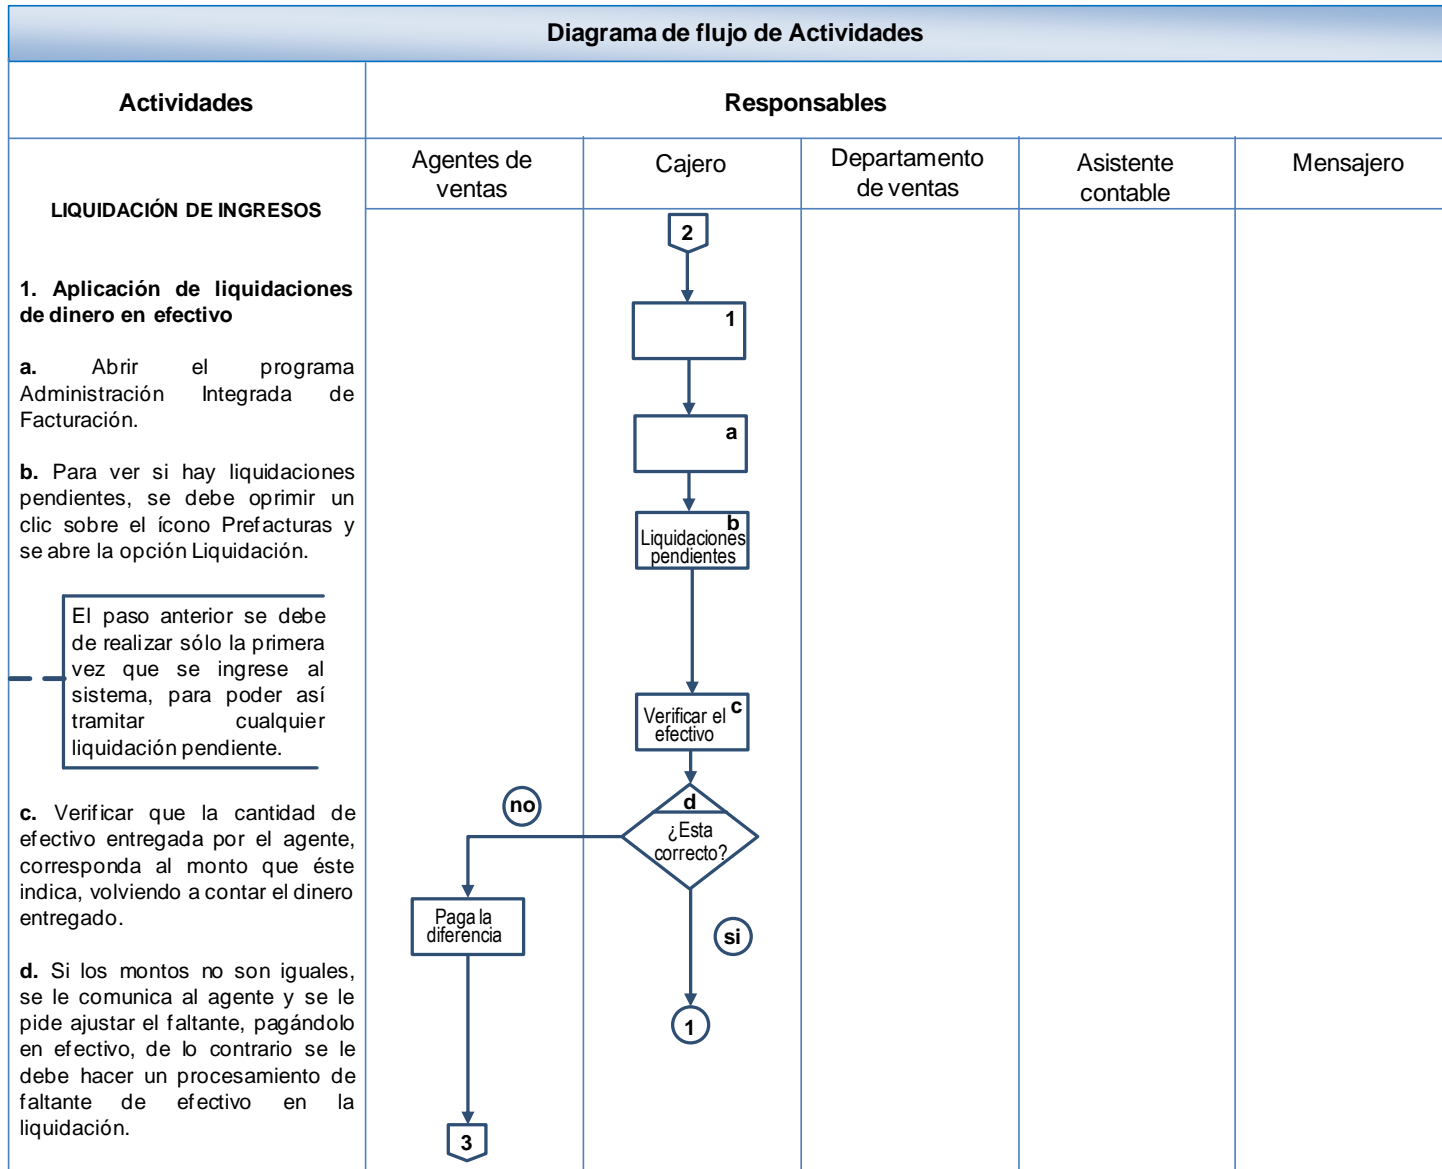 Diagrama de flujo de Actividades
Actividades
Responsables
Agentes de
ventas
Cajero
Departamento
de ventas
Asistente
contable
Mensajero
LIQUIDACIÓN DE INGRESOS
1. Aplicación de liquidaciones
de dinero en efectivo
a. Abrir el programa
Administración Integrada de
Facturación.
b. Para ver si hay liquidaciones
pendientes, se debe oprimir un
clic sobre el ícono Prefacturas y
se abre la opción Liquidación.
El paso anterior se debe
de realizar sólo la primera
vez que se ingrese al
sistema, para poder así
tramitar cualquier
liquidación pendiente.
c. Verificar que la cantidad de
efectivo entregada por el agente,
corresponda al monto que éste
indica, volviendo a contar el dinero
entregado.
d. Si los montos no son iguales,
se le comunica al agente y se le
pide ajustar el faltante, pagándolo
en efectivo, de lo contrario se le
debe hacer un procesamiento de
faltante de efectivo en la
liquidación.
2
1
a
b
Liquidaciones
pendientes
c
Verificar el
efectivo
d
¿Esta
correcto?
no
Paga la
diferencia
si
1
3